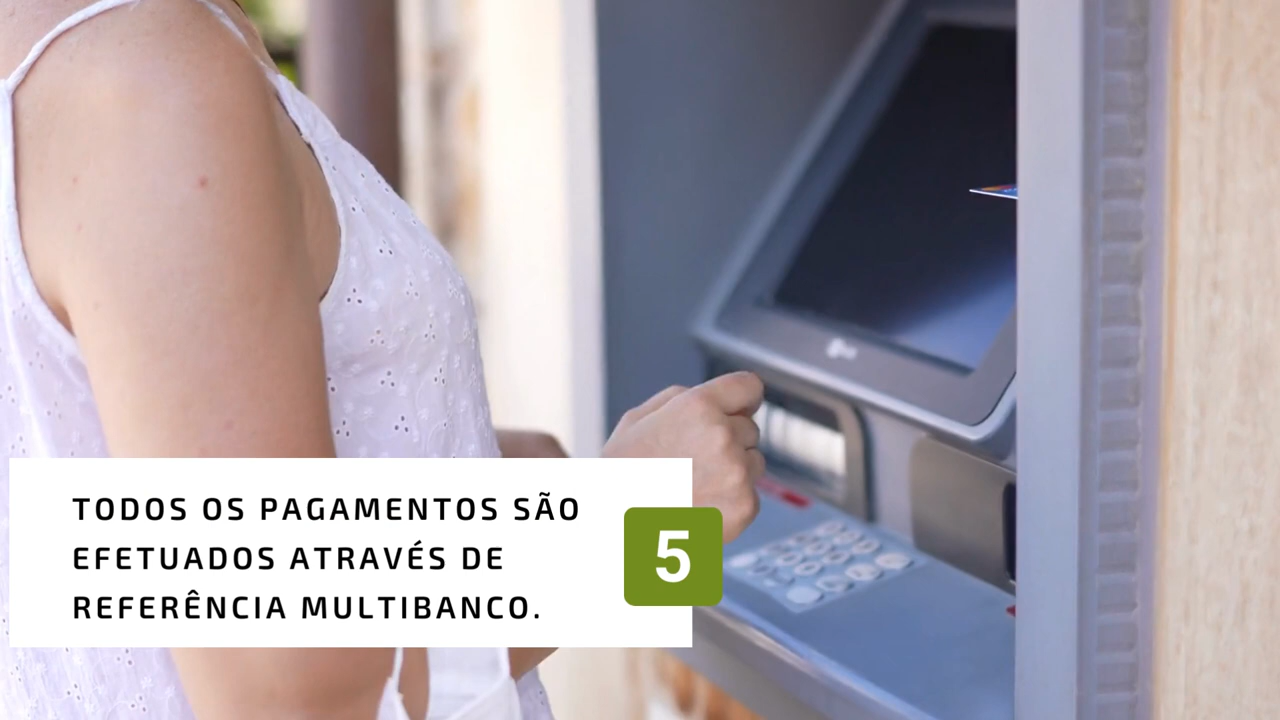 TODOS OS PAGAMENTOS SÃO
EFETUADOS ATRAVÉS DE
REFERÊNCIA MULTIBANCO.
5